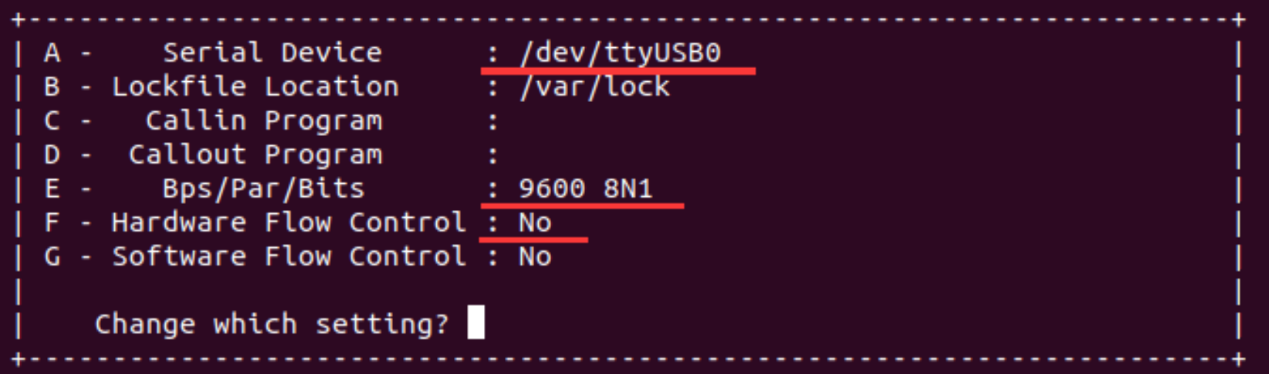 A - Serial Device : /dev/ttyUSB0
B - Lockfile Location : /var/lock
C - Callin Program :
D - Callout Program :
E - Bps/Par/Bits : 9600 8N1
F - Hardware Flow Control : No
G - Software Flow Control : No
Change which setting?